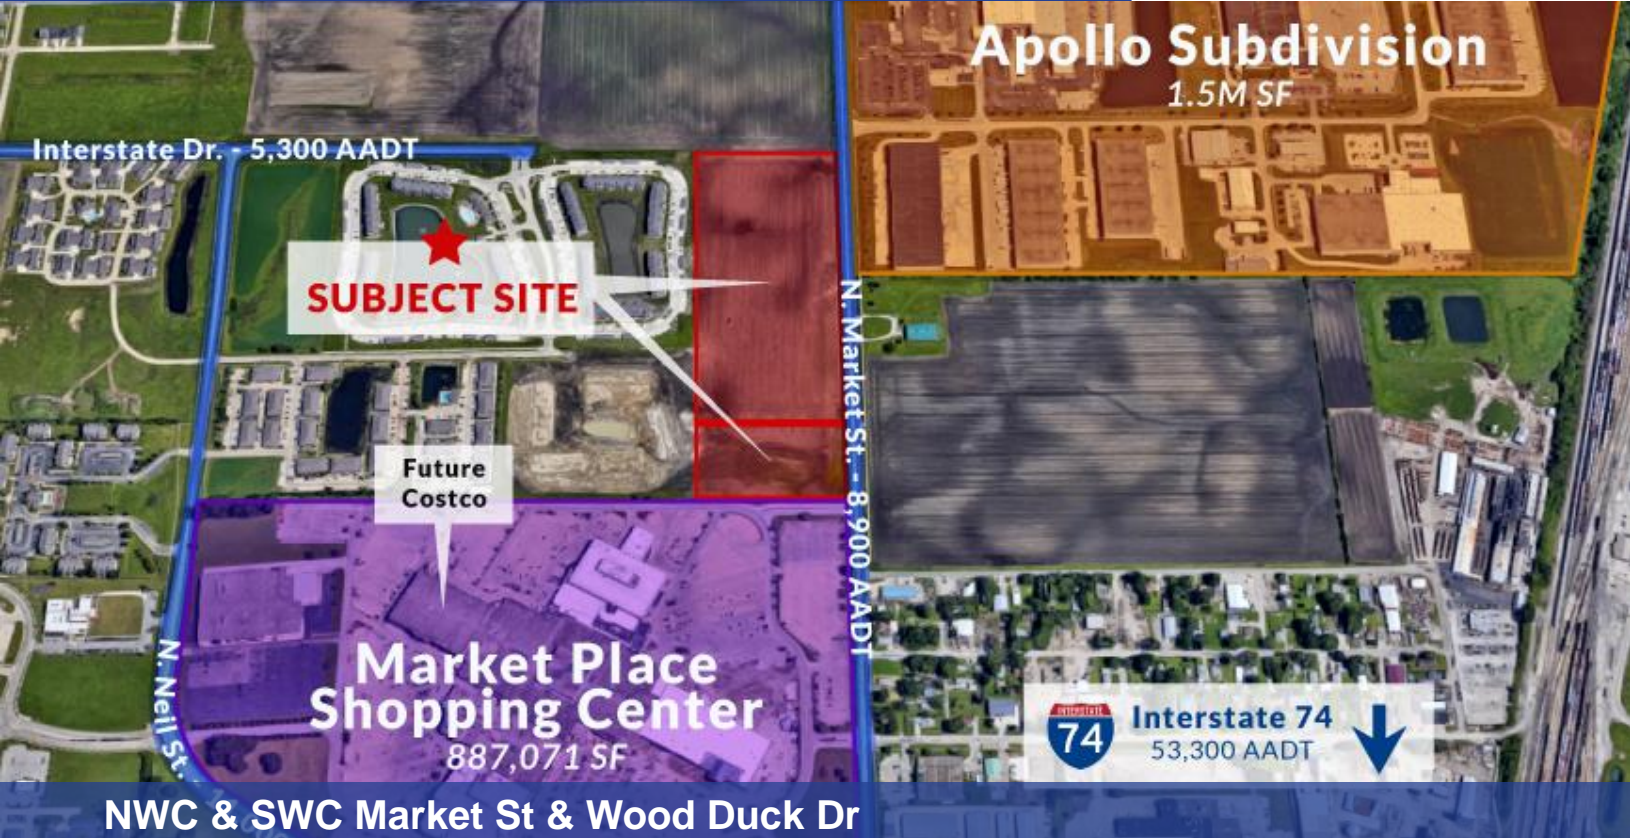 Apollo Subdivision
1.5M SF
Interstate Dr. - 5,300 AADT
SUBJECT SITE
N. Market St. - 8,900 AADT
Future
Costco
Market Place
Shopping Center
887,071 SF
N. Neil St. -
INTERSTATE
74
Interstate 74
53,300 AADT
NWC & SWC Market St & Wood Duck Dr